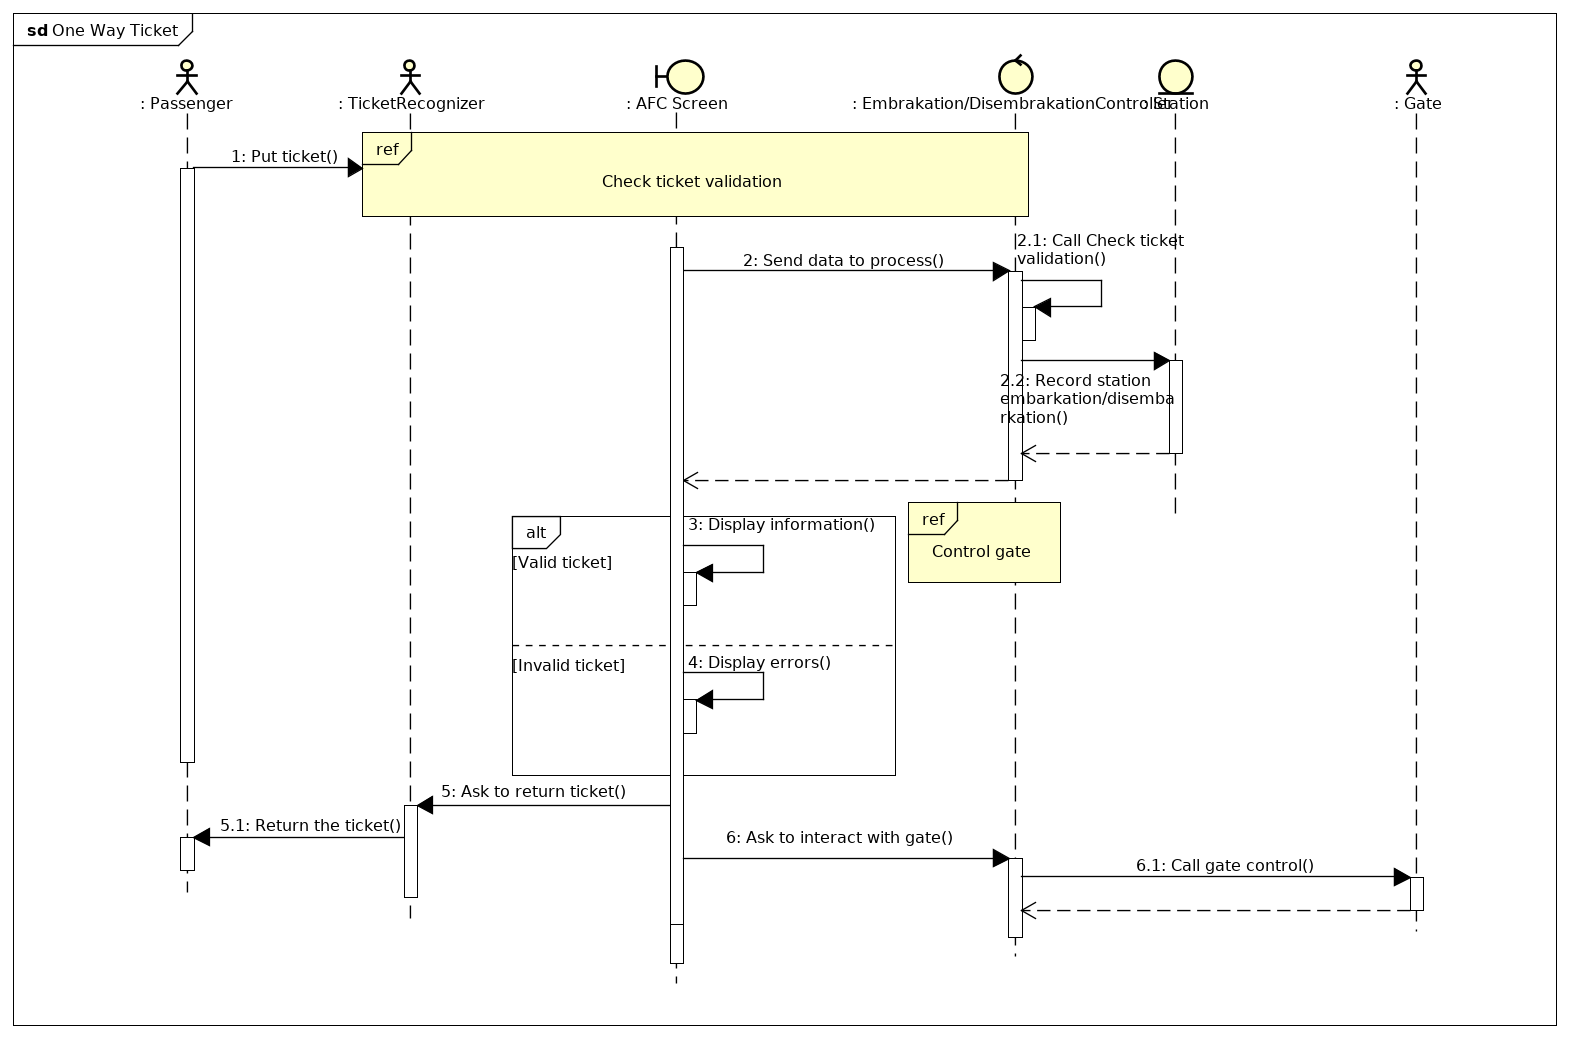 sd One Way Ticket
: Passenger
: TicketRecognizer
: AFC Screen
: Embrakation/DisembrakationController
: Station
: Gate
ref
Check ticket validation
1: Put ticket()
2: Send data to process()
2.1: Call Check ticket
validation()
2.2: Record station
embarkation/disemba
rkation()
alt
[Valid ticket]
3: Display information()
ref
Control gate
[Invalid ticket]
4: Display errors()
5: Ask to return ticket()
5.1: Return the ticket()
6: Ask to interact with gate()
6.1: Call gate control()